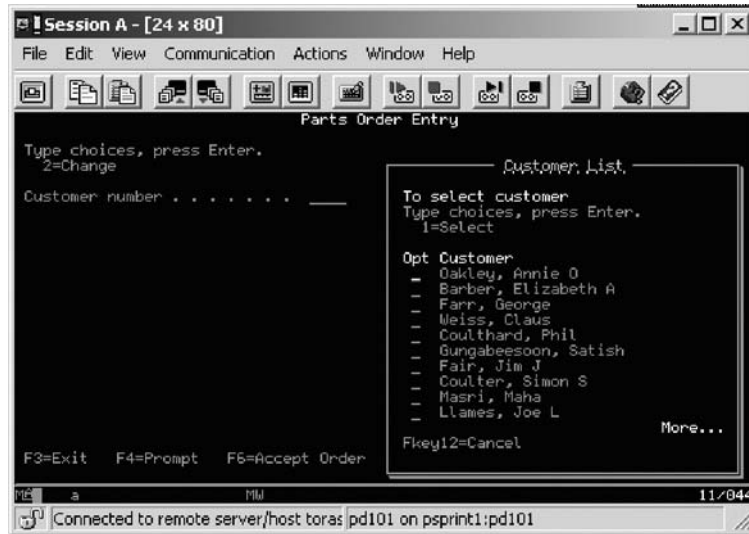 Session A - [24 x 80]
File Edit View Communication Actions Window Help
Parts Order Entry
Type choices, press Enter.
2=Change
Customer number . . . . . . . ____
Customer List
To select customer
Type choices, press Enter.
1=Select
Opt Customer
_ Oakley, Annie O
_ Barber, Elizabeth A
_ Farr, George
_ Weiss, Claus
_ Coulthard, Phil
_ Gungabeesoon, Satish
_ Fair, Jim J
_ Coulter, Simon S
_ Masri, Maha
_ Llames, Joe L
More...
Fkey12=Cancel
F3=Exit F4=Prompt F6=Accept Order
a MW 11/044
Connected to remote server/host toras pd101 on psprint1:pd101